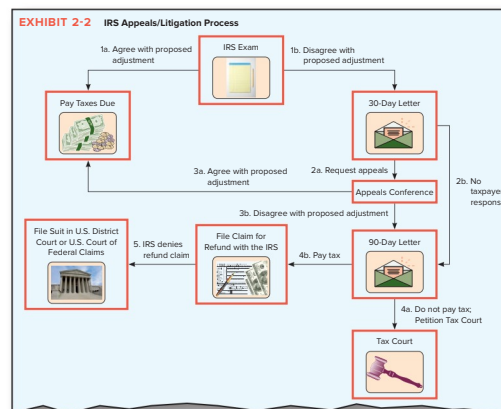 EXHIBIT 2-2 IRS Appeals/Litigation Process
1a. Agree with proposed
adjustment
IRS Exam
1b. Disagree with
proposed adjustment
Pay Taxes Due
30-Day Letter
3a. Agree with proposed
adjustment
2a. Request appeals
2b. No
taxpayer
respons
Appeals Conference
3b. Disagree with proposed adjustment
File Suit in U.S. District
Court or U.S. Court of
Federal Claims
5. IRS denies
refund claim
File Claim for
Refund with the IRS
4b. Pay tax
90-Day Letter
4a. Do not pay tax;
Petition Tax Court
Tax Court